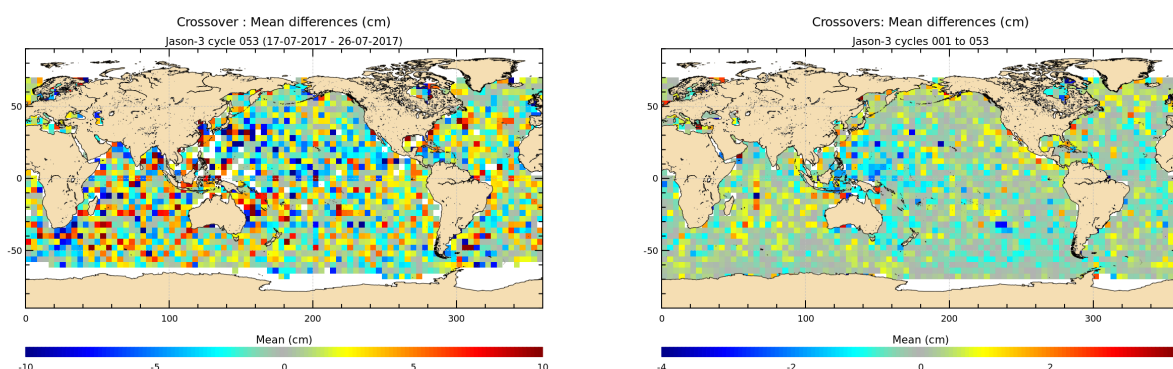 Crossover : Mean differences (cm)
Jason-3 cycle 053 (17-07-2017 - 26-07-2017)
50
0
-50
0 100 200 300
Mean (cm)
-10 -5 0 5 10
Crossovers: Mean differences (cm)
Jason-3 cycles 001 to 053
50
0
-50
0 100 200 300
Mean (cm)
-4 -2 0 2